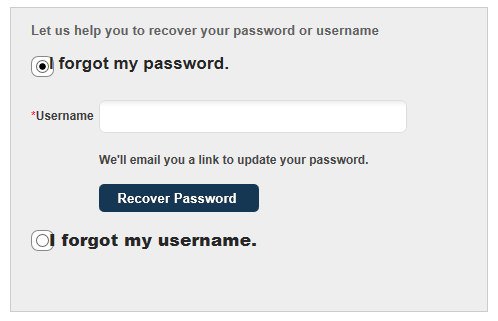 Let us help you to recover your password or username
I forgot my password.
*Username
We'll email you a link to update your password.
Recover Password
I forgot my username.